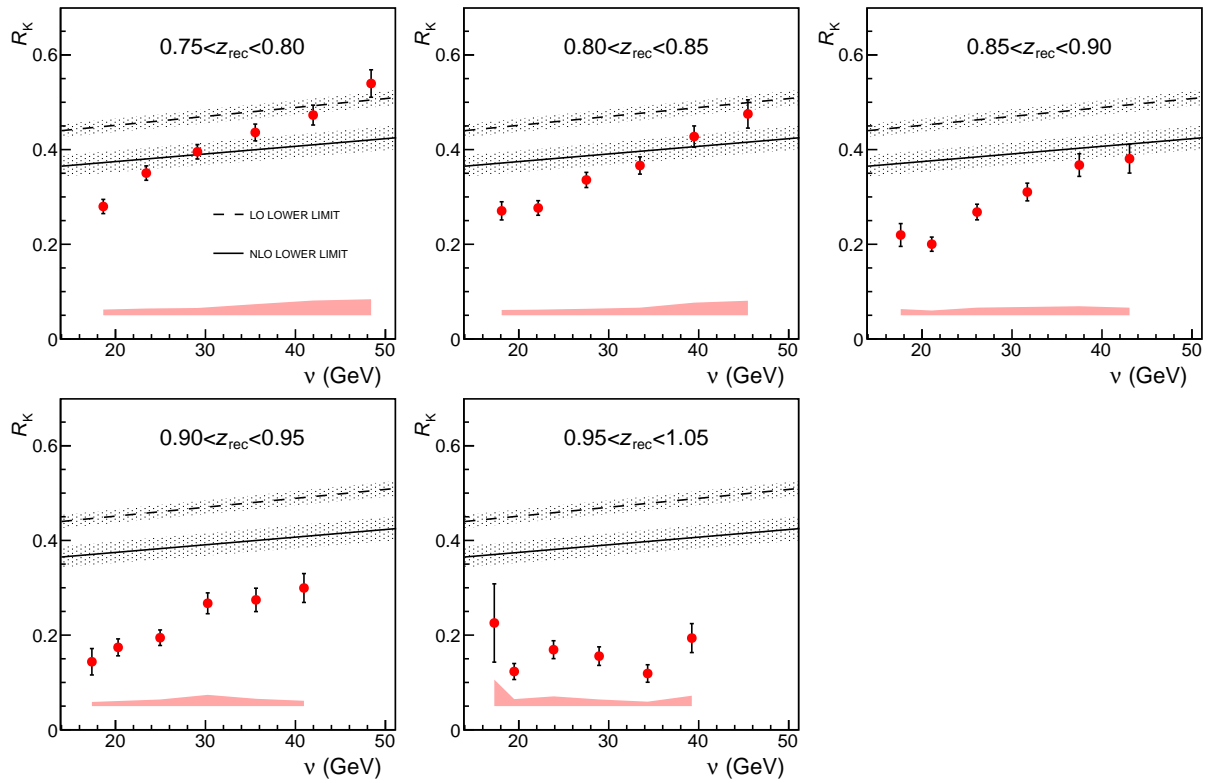 R_K
0.75<z_rec<0.80
0.6
0.4
0.2
0
LO LOWER LIMIT
NLO LOWER LIMIT
20 30 40 50
ν (GeV)
R_K
0.80<z_rec<0.85
0.6
0.4
0.2
0
20 30 40 50
ν (GeV)
R_K
0.85<z_rec<0.90
0.6
0.4
0.2
0
20 30 40 50
ν (GeV)
R_K
0.90<z_rec<0.95
0.6
0.4
0.2
0
20 30 40 50
ν (GeV)
R_K
0.95<z_rec<1.05
0.6
0.4
0.2
0
20 30 40 50
ν (GeV)